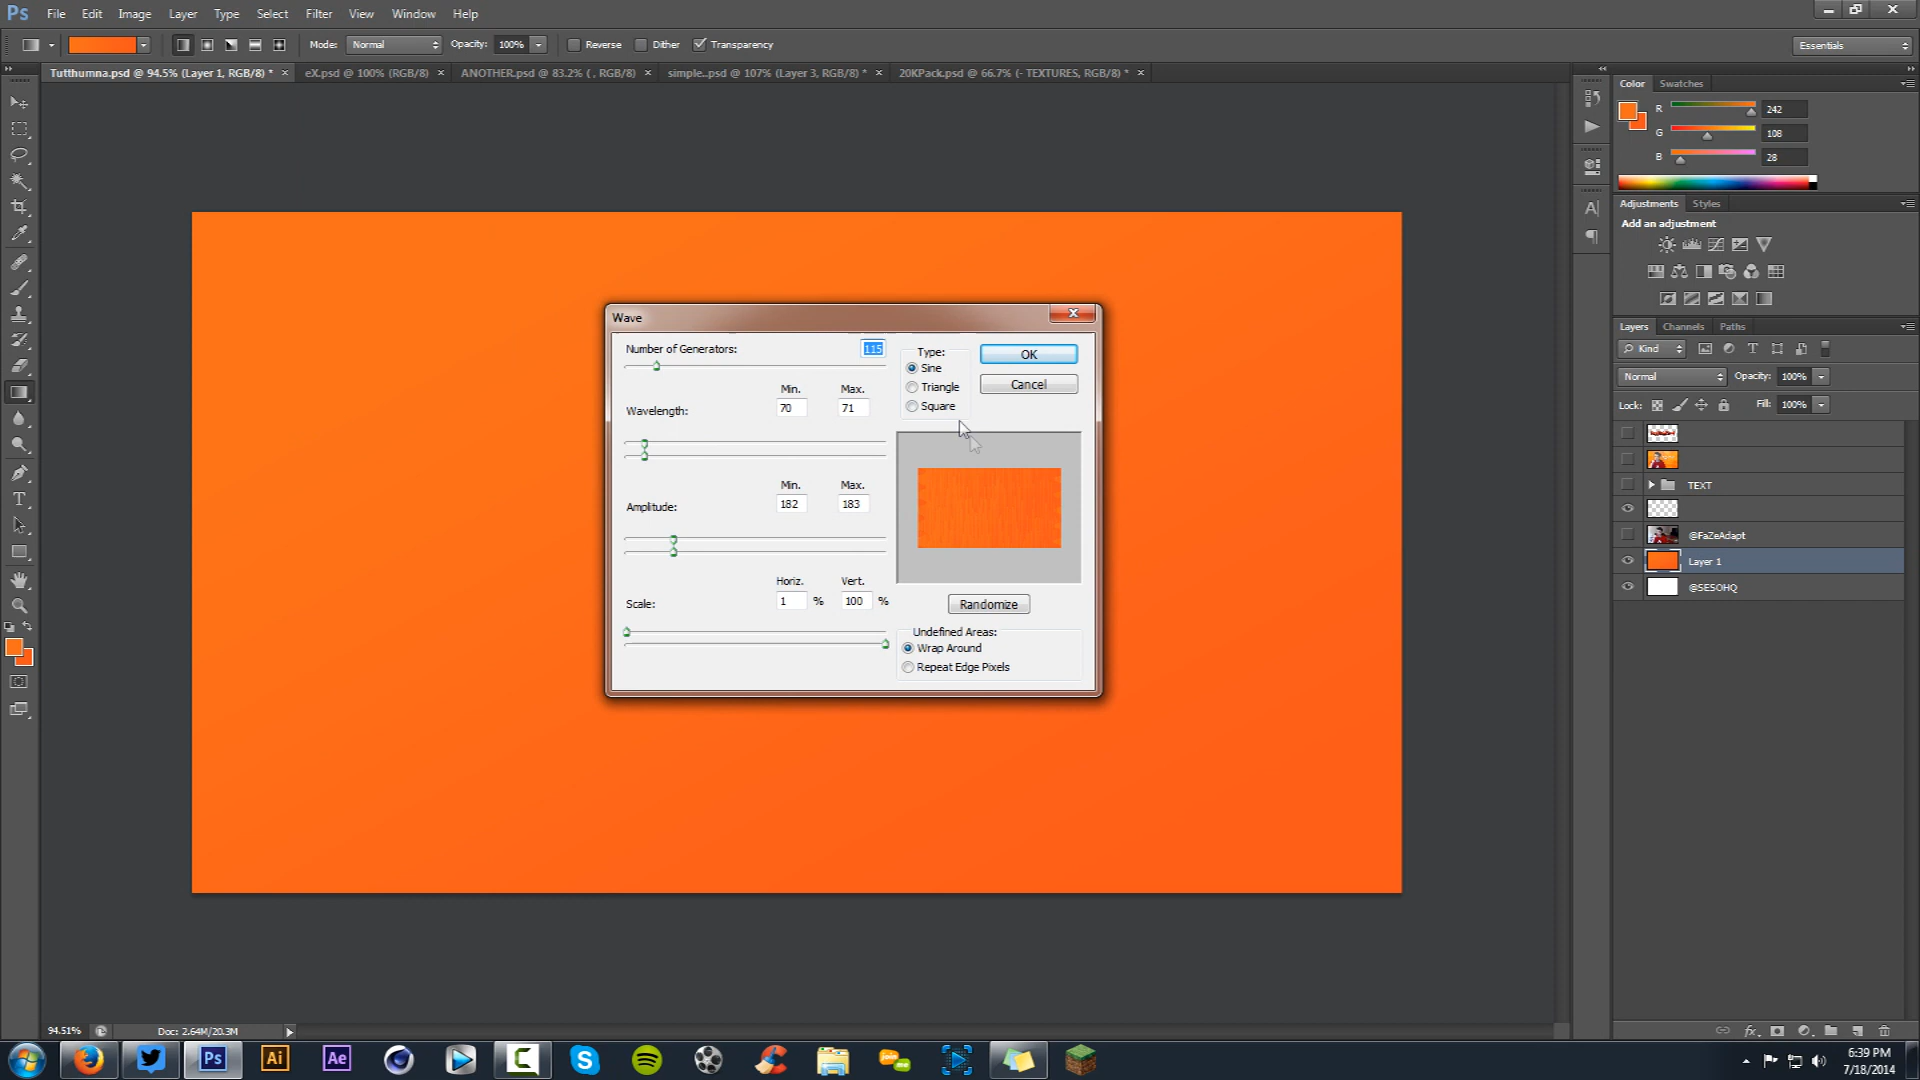 Ps File Edit Image Layer Type Select Filter View Window Help
Mode: Normal Opacity: 100% Reverse Dither Transparency Essentials
Tutthumna.psd @ 94.5% (Layer 1, RGB/8) * eX.psd @ 100% (RGB/8) ANOTHER.psd @ 83.2% ( , RGB/8) simple..psd @ 107% (Layer 3, RGB/8) * 20KPack.psd @ 66.7% (- TEXTURES, RGB/8) *
Color Swatches
R 242
G 108
B 28
Adjustments Styles
Add an adjustment
Layers Channels Paths
Kind
Normal Opacity: 100%
Lock: Fill: 100%
TEXT
@FaZeAdapt
Layer 1
@SESOHQ
Wave
Number of Generators: 115
Min. Max.
Wavelength: 70 71
Min. Max.
Amplitude: 182 183
Horiz. Vert.
Scale: 1 % 100 %
Type:
Sine
Triangle
Square
OK
Cancel
Randomize
Undefined Areas:
Wrap Around
Repeat Edge Pixels
94.51% Doc: 2.64M/20.3M
Ps Ai Ae
join me
6:39 PM
7/18/2014